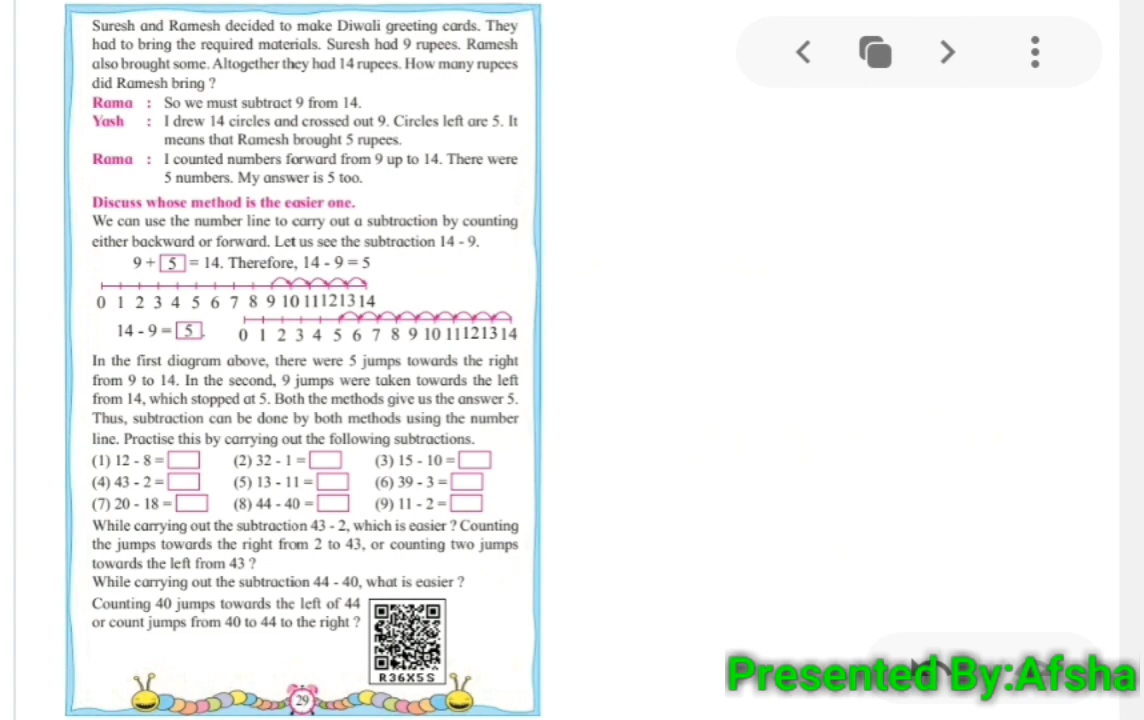 Suresh and Ramesh decided to make Diwali greeting cards. They
had to bring the required materials. Suresh had 9 rupees. Ramesh
also brought some. Altogether they had 14 rupees. How many rupees
did Ramesh bring ?
Rama : So we must subtract 9 from 14.
Yash : I drew 14 circles and crossed out 9. Circles left are 5. It
means that Ramesh brought 5 rupees.
Rama : I counted numbers forward from 9 up to 14. There were
5 numbers. My answer is 5 too.
Discuss whose method is the easier one.
We can use the number line to carry out a subtraction by counting
either backward or forward. Let us see the subtraction 14 - 9.
9 + 5 = 14. Therefore, 14 - 9 = 5
0 1 2 3 4 5 6 7 8 9 10 11 12 13 14
14 - 9 = 5.
0 1 2 3 4 5 6 7 8 9 10 11 12 13 14
In the first diagram above, there were 5 jumps towards the right
from 9 to 14. In the second, 9 jumps were taken towards the left
from 14, which stopped at 5. Both the methods give us the answer 5.
Thus, subtraction can be done by both methods using the number
line. Practise this by carrying out the following subtractions.
(1) 12 - 8 = (2) 32 - 1 = (3) 15 - 10 =
(4) 43 - 2 = (5) 13 - 11 = (6) 39 - 3 =
(7) 20 - 18 = (8) 44 - 40 = (9) 11 - 2 =
While carrying out the subtraction 43 - 2, which is easier ? Counting
the jumps towards the right from 2 to 43, or counting two jumps
towards the left from 43 ?
While carrying out the subtraction 44 - 40, what is easier ?
Counting 40 jumps towards the left of 44
or count jumps from 40 to 44 to the right ?
R36X5S
29
Presented By:Afsha